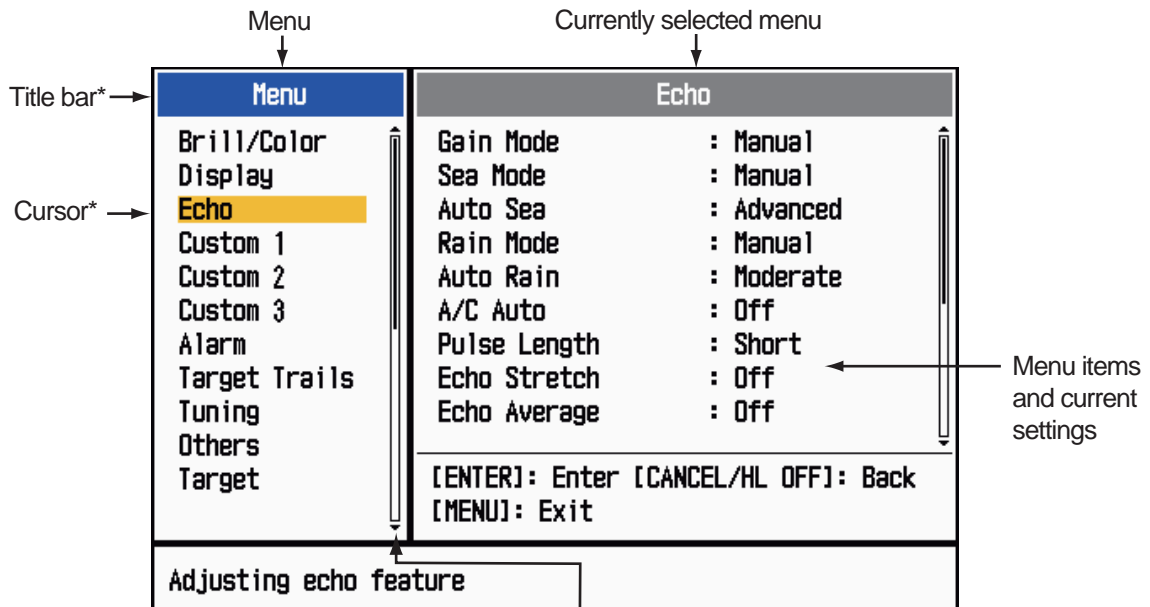 Menu
Currently selected menu
Title bar*
Menu
Echo
Cursor*
Brill/Color
Display
Echo
Custom 1
Custom 2
Custom 3
Alarm
Target Trails
Tuning
Others
Target
Gain Mode : Manual
Sea Mode : Manual
Auto Sea : Advanced
Rain Mode : Manual
Auto Rain : Moderate
A/C Auto : Off
Pulse Length : Short
Echo Stretch : Off
Echo Average : Off
Menu items
and current
settings
[ENTER]: Enter [CANCEL/HL OFF]: Back
[MENU]: Exit
Adjusting echo feature